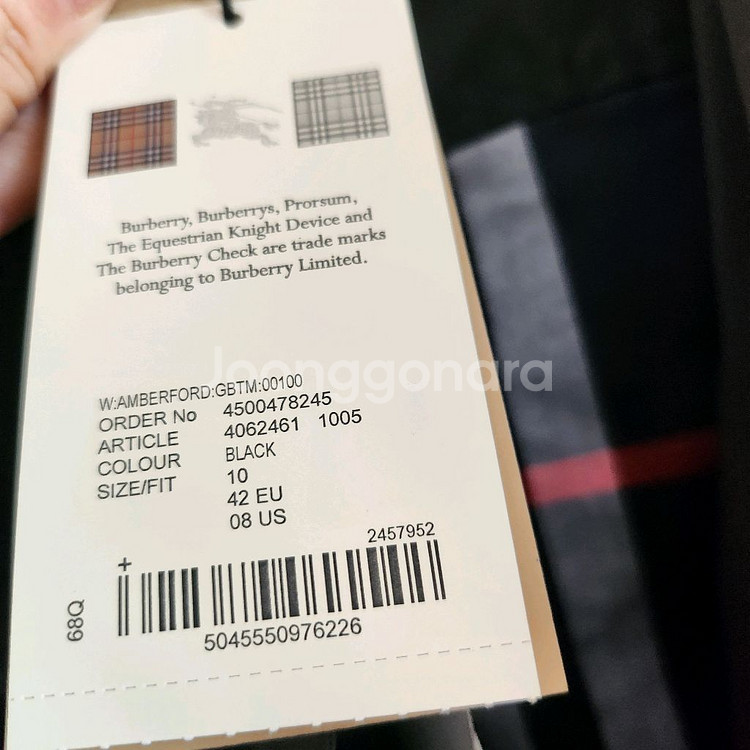 Burberry, Burberrys, Prorsum,
The Equestrian Knight Device and
The Burberry Check are trade marks
belonging to Burberry Limited.
joonggonara
W:AMBERFORD:GBTM:00100
ORDER No 4500478245
ARTICLE 4062461 1005
COLOUR BLACK
SIZE/FIT 10
42 EU
08 US
2457952
+
68Q
5045550976226